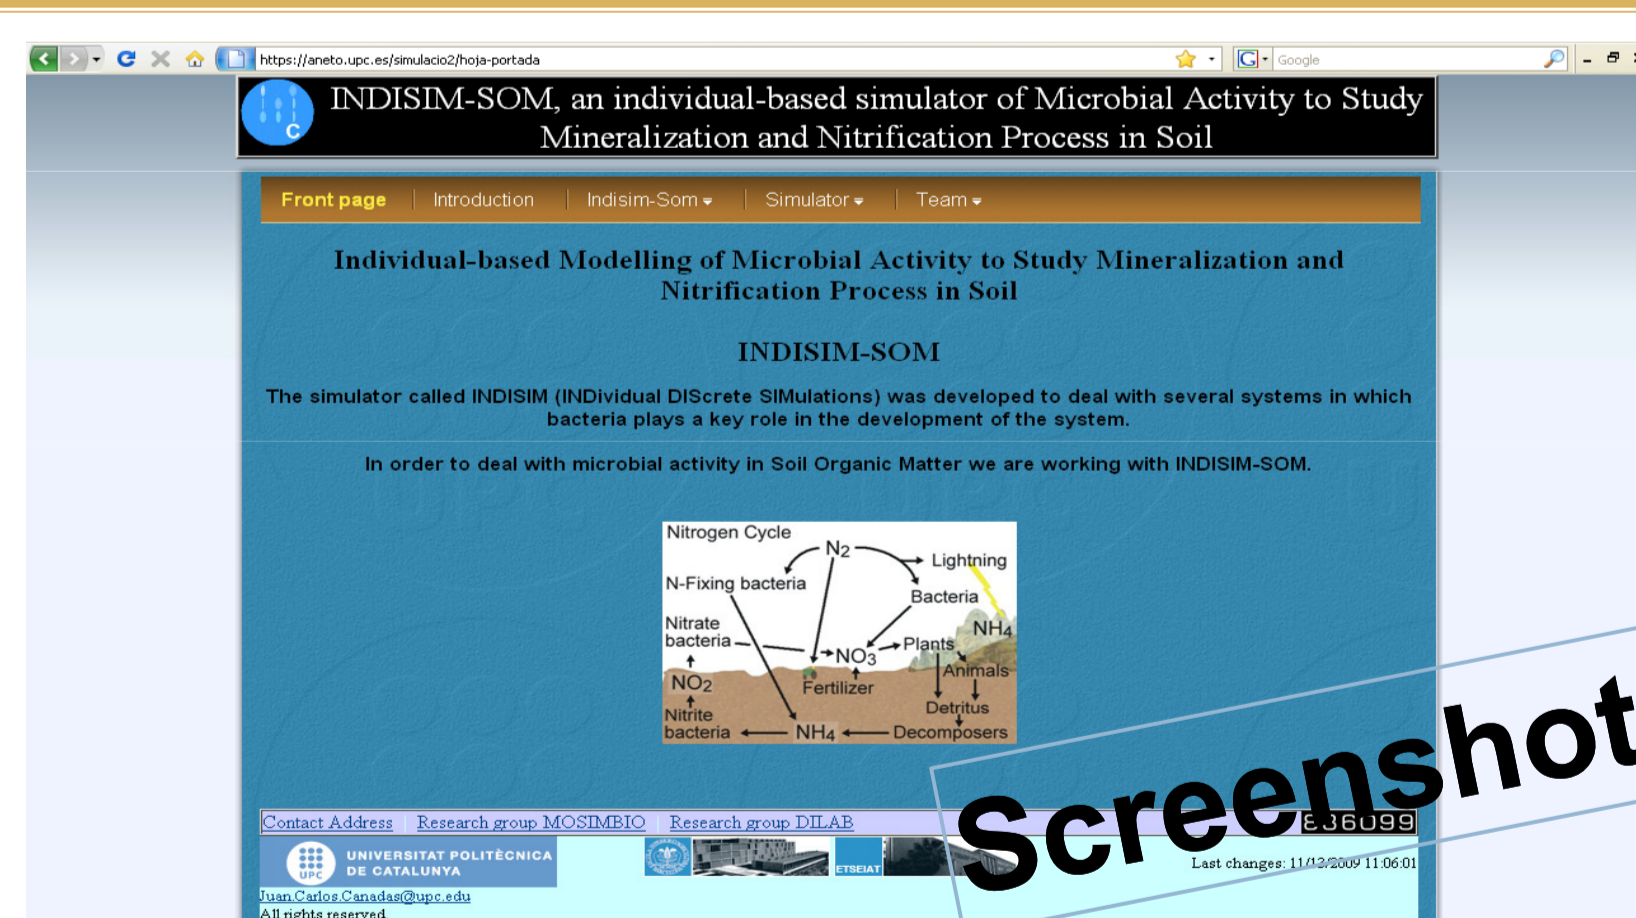 https://aneto.upc.es/simulacio2/hoja-portada
Google
C
INDISIM-SOM, an individual-based simulator of Microbial Activity to Study
Mineralization and Nitrification Process in Soil
Front page
Introduction
Indisim-Som
Simulator
Team
Individual-based Modelling of Microbial Activity to Study Mineralization and
Nitrification Process in Soil
INDISIM-SOM
The simulator called INDISIM (INDividual DIScrete SIMulations) was developed to deal with several systems in which
bacteria plays a key role in the development of the system.
In order to deal with microbial activity in Soil Organic Matter we are working with INDISIM-SOM.
Nitrogen Cycle
N2
Lightning
N-Fixing bacteria
Bacteria
Nitrate
bacteria
NO3
Plants
NH4
Animals
NO2
Fertilizer
Detritus
Nitrite
bacteria
NH4
Decomposers
Screenshot
Contact Address
Research group MOSIMBIO
Research group DILAB
836099
UPC
UNIVERSITAT POLITÈCNICA
DE CATALUNYA
ETSEIAT
Last changes: 11/12/2009 11:06:01
Juan.Carlos.Canadas@upc.edu
All rights reserved